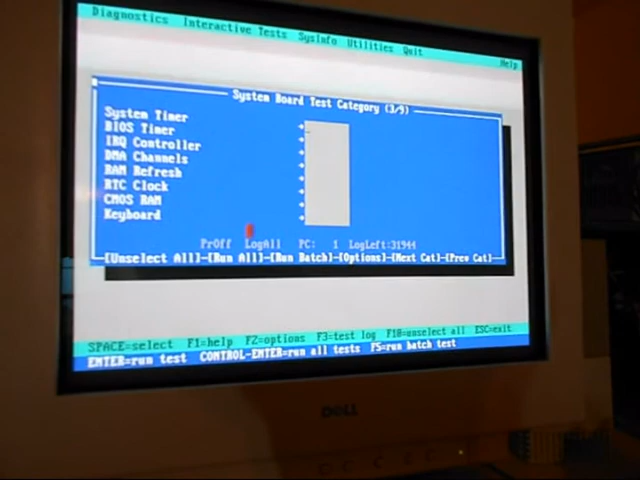 Diagnostics Interactive Tests SysInfo Utilities Quit Help
System Board Test Category (3/9)
System Timer
BIOS Timer
IRQ Controller
DMA Channels
RAM Refresh
RTC Clock
CMOS RAM
Keyboard
PrOff LogAll PC: 1 LogLeft:31944
[Unselect All]-[Run All]-[Run Batch]-[Options]-[Next Cat]-[Prev Cat]
SPACE=select F1=help F2=options F3=test log F10=unselect all ESC=exit
ENTER=run test CONTROL-ENTER=run all tests F5=run batch test
DELL